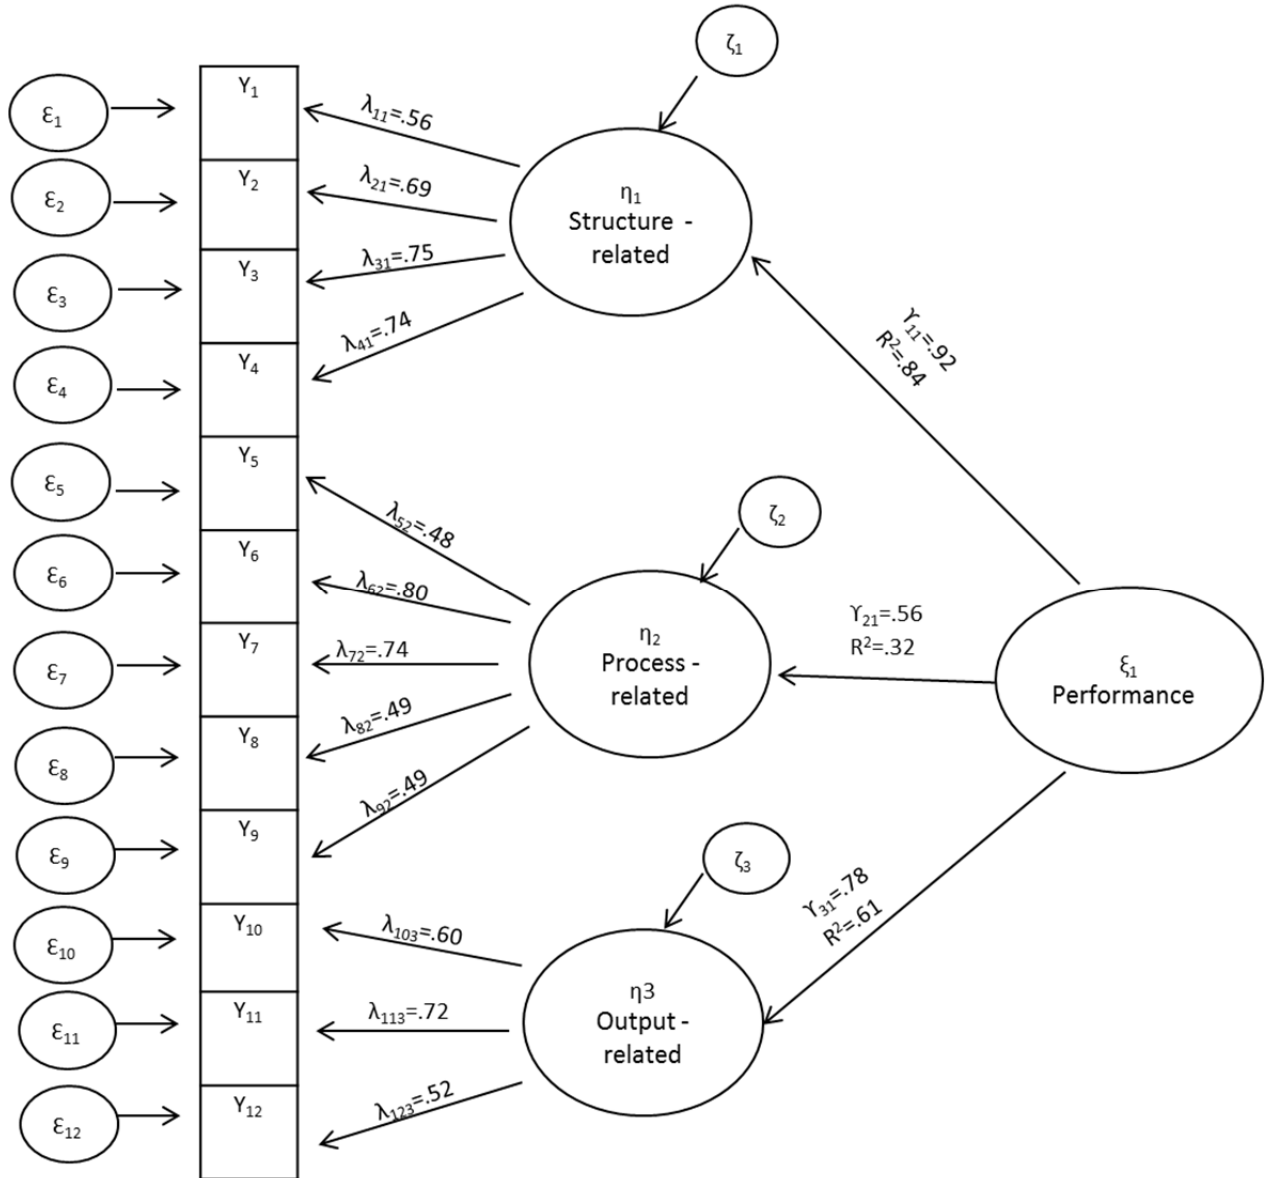 ζ1
ε1
Y1
λ11=.56
ε2
Y2
λ21=.69
η1
Structure -
related
ε3
Y3
λ31=.75
ε4
Y4
λ41=.74
ϒ11=.92
R²=.84
ε5
Y5
λ52=.48
ζ2
ε6
Y6
λ62=.80
ε7
Y7
λ72=.74
η2
Process -
related
ϒ21=.56
R²=.32
ξ1
Performance
ε8
Y8
λ82=.49
ε9
Y9
λ92=.49
ζ3
ϒ31=.78
R²=.61
ε10
Y10
λ103=.60
ε11
Y11
λ113=.72
η3
Output -
related
ε12
Y12
λ123=.52